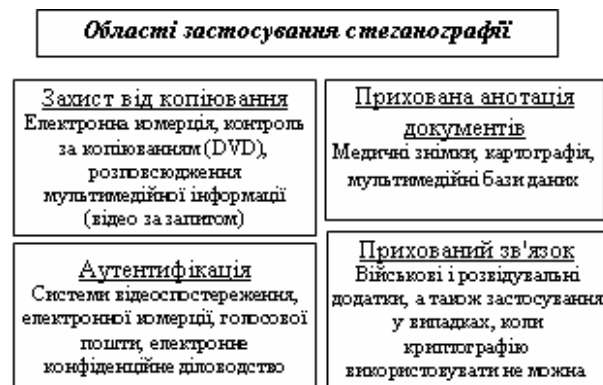 Області застосування стеганографії
Захист від копіювання
Електронна комерція, контроль
за копіюванням (DVD),
розповсюдження
мультимедійної інформації
(відео за запитом)
Прихована анотація
документів
Медичні знімки, картографія,
мультимедійні бази даних
Аутентифікація
Системи відеоспостереження,
електронної комерції, голосової
пошти, електронне
конфіденційне діловодство
Прихований зв'язок
Військові і розвідувальні
додатки, а також застосування
у випадках, коли
криптографію
використовувати не можна